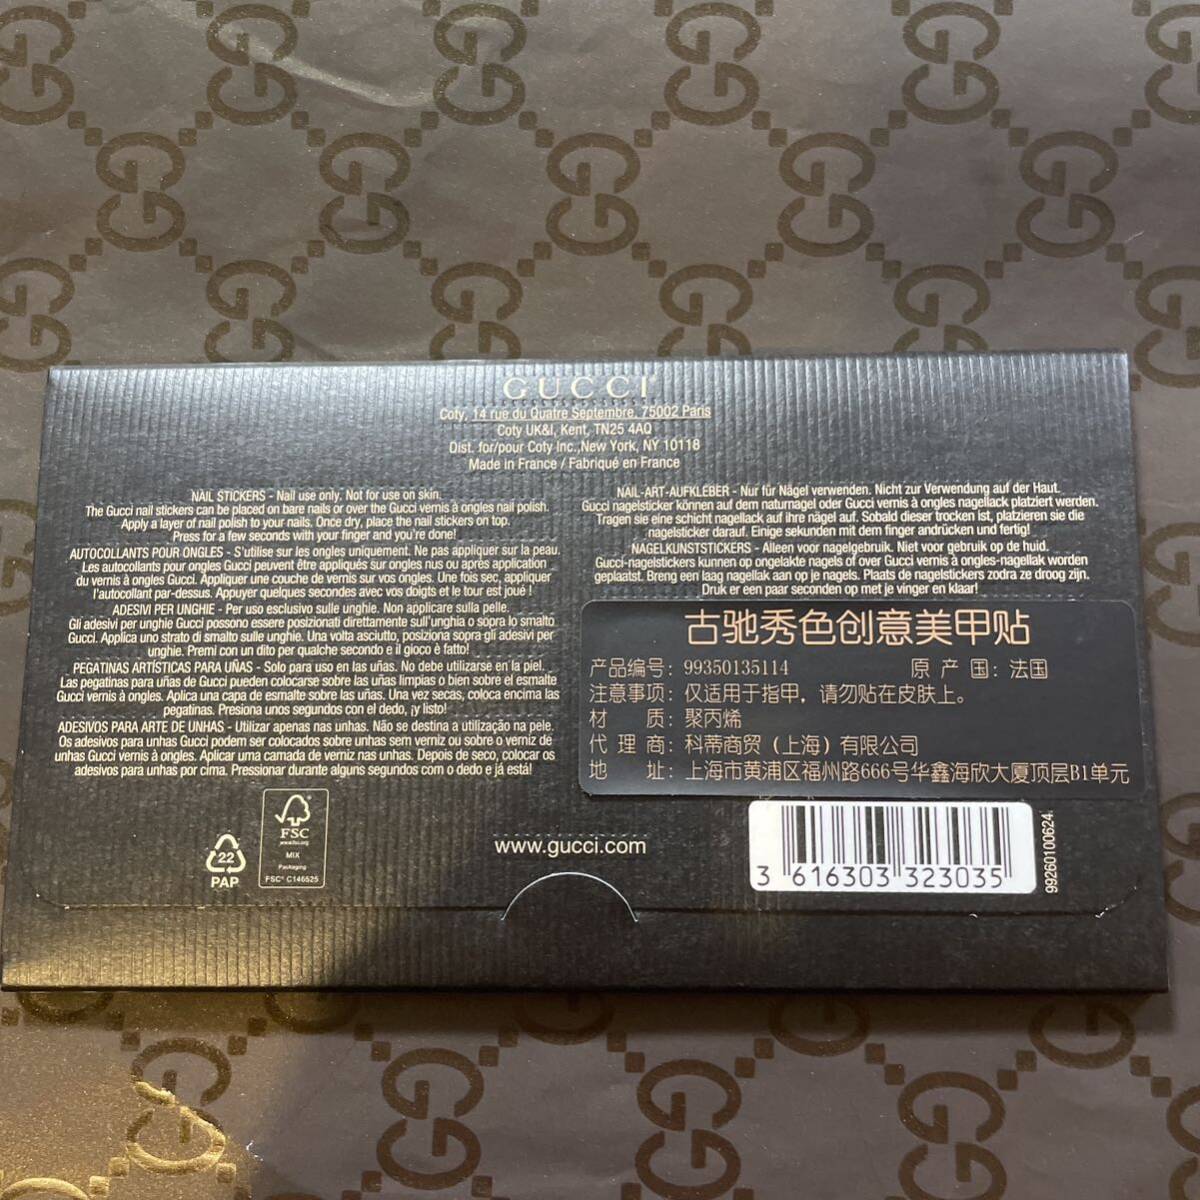 GUCCI
Coty, 14 rue du Quatre Septembre, 75002 Paris
Coty UK&I, Kent, TN25 4AQ
Dist. for/pour Coty Inc.,New York, NY 10118
Made in France / Fabriqué en France
NAIL STICKERS - Nail use only. Not for use on skin.
The Gucci nail stickers can be placed on bare nails or over the Gucci vernis à ongles nail polish.
Apply a layer of nail polish to your nails. Once dry, place the nail stickers on top.
Press for a few seconds with your finger and you're done!
AUTOCOLLANTS POUR ONGLES - S'utilise sur les ongles uniquement. Ne pas appliquer sur la peau.
Les autocollants pour ongles Gucci peuvent être appliqués sur ongles nus ou après application
du vernis à ongles Gucci. Appliquer une couche de vernis sur vos ongles. Une fois sec, appliquer
l'autocollant par-dessus. Appuyer quelques secondes avec vos doigts et le tour est joué !
ADESIVI PER UNGHIE - Per uso esclusivo sulle unghie. Non applicare sulla pelle.
Gli adesivi per unghie Gucci possono essere posizionati direttamente sull'unghia o sopra lo smalto
Gucci. Applica uno strato di smalto sulle unghie. Una volta asciutto, posiziona sopra gli adesivi per
unghie. Premi con un dito per qualche secondo e il gioco è fatto!
PEGATINAS ARTÍSTICAS PARA UÑAS - Solo para uso en las uñas. No debe utilizarse en la piel.
Las pegatinas para uñas de Gucci pueden colocarse sobre las uñas limpias o bien sobre el esmalte
Gucci vernis à ongles. Aplica una capa de esmalte sobre las uñas. Una vez secas, coloca encima las
pegatinas. Presiona unos segundos con el dedo, ¡y listo!
ADESIVOS PARA ARTE DE UNHAS - Utilizar apenas nas unhas. Não se destina a utilização na pele.
Os adesivos para unhas Gucci podem ser colocados sobre unhas sem verniz ou sobre o verniz de
unhas Gucci vernis à ongles. Aplicar uma camada de verniz nas unhas. Depois de seco, colocar os
adesivos para unhas por cima. Pressionar durante alguns segundos com o dedo e já está!
NAIL-ART-AUFKLEBER - Nur für Nägel verwenden. Nicht zur Verwendung auf der Haut.
Gucci nagelsticker können auf dem naturnagel oder Gucci vernis à ongles nagellack platziert werden.
Tragen sie eine schicht nagellack auf ihre nägel auf. Sobald dieser trocken ist, platzieren sie die
nagelsticker darauf. Einige sekunden mit dem finger andrücken und fertig!
NAGELKUNSTSTICKERS - Alleen voor nagelgebruik. Niet voor gebruik op de huid.
Gucci-nagelstickers kunnen op ongelakte nagels of over Gucci vernis à ongles-nagellak worden
geplaatst. Breng een laag nagellak aan op je nagels. Plaats de nagelstickers zodra ze droog zijn.
Druk er een paar seconden op met je vinger en klaar!
古驰秀色创意美甲贴
产品编号：99350135114 原 产 国：法国
注意事项：仅适用于指甲，请勿贴在皮肤上。
材 质：聚丙烯
代 理 商：科蒂商贸（上海）有限公司
地 址：上海市黄浦区福州路666号华鑫海欣大厦顶层B1单元
22
PAP
FSC
www.fsc.org
MIX
Packaging
FSC® C146525
www.gucci.com
3 616303 323035
99260100624